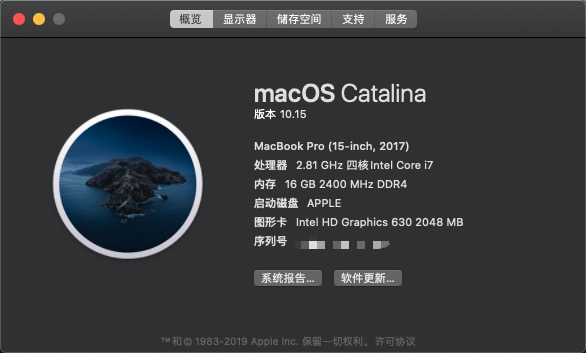 概览 显示器 储存空间 支持 服务
macOS Catalina
版本 10.15
MacBook Pro (15-inch, 2017)
处理器 2.81 GHz 四核Intel Core i7
内存 16 GB 2400 MHz DDR4
启动磁盘 APPLE
图形卡 Intel HD Graphics 630 2048 MB
序列号
系统报告... 软件更新...
™和© 1983-2019 Apple Inc. 保留一切权利。许可协议